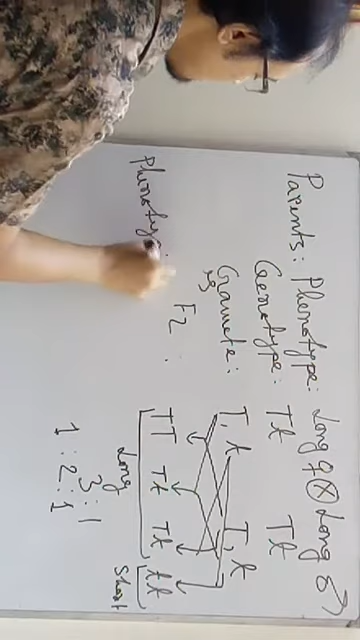 Parents: Phenotype: Long ♀ ⊗ Long ♂
Genotype: Tt Tt
Gamete: T, t T, t
F2 : TT Tt Tt tt
Long Short
Phenotyp
3 : 1
1 : 2 : 1